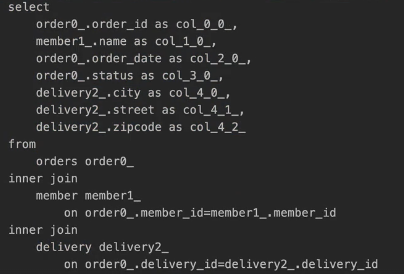 select
    order0_.order_id as col_0_0_,
    member1_.name as col_1_0_,
    order0_.order_date as col_2_0_,
    order0_.status as col_3_0_,
    delivery2_.city as col_4_0_,
    delivery2_.street as col_4_1_,
    delivery2_.zipcode as col_4_2_
from
    orders order0_
inner join
    member member1_
        on order0_.member_id=member1_.member_id
inner join
    delivery delivery2_
        on order0_.delivery_id=delivery2_.delivery_id